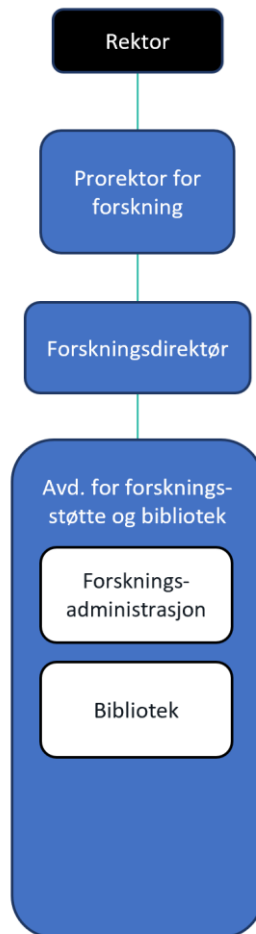 Rektor
Prorektor for
forskning
Forskningsdirektør
Avd. for forsknings-
støtte og bibliotek
Forsknings-
administrasjon
Bibliotek